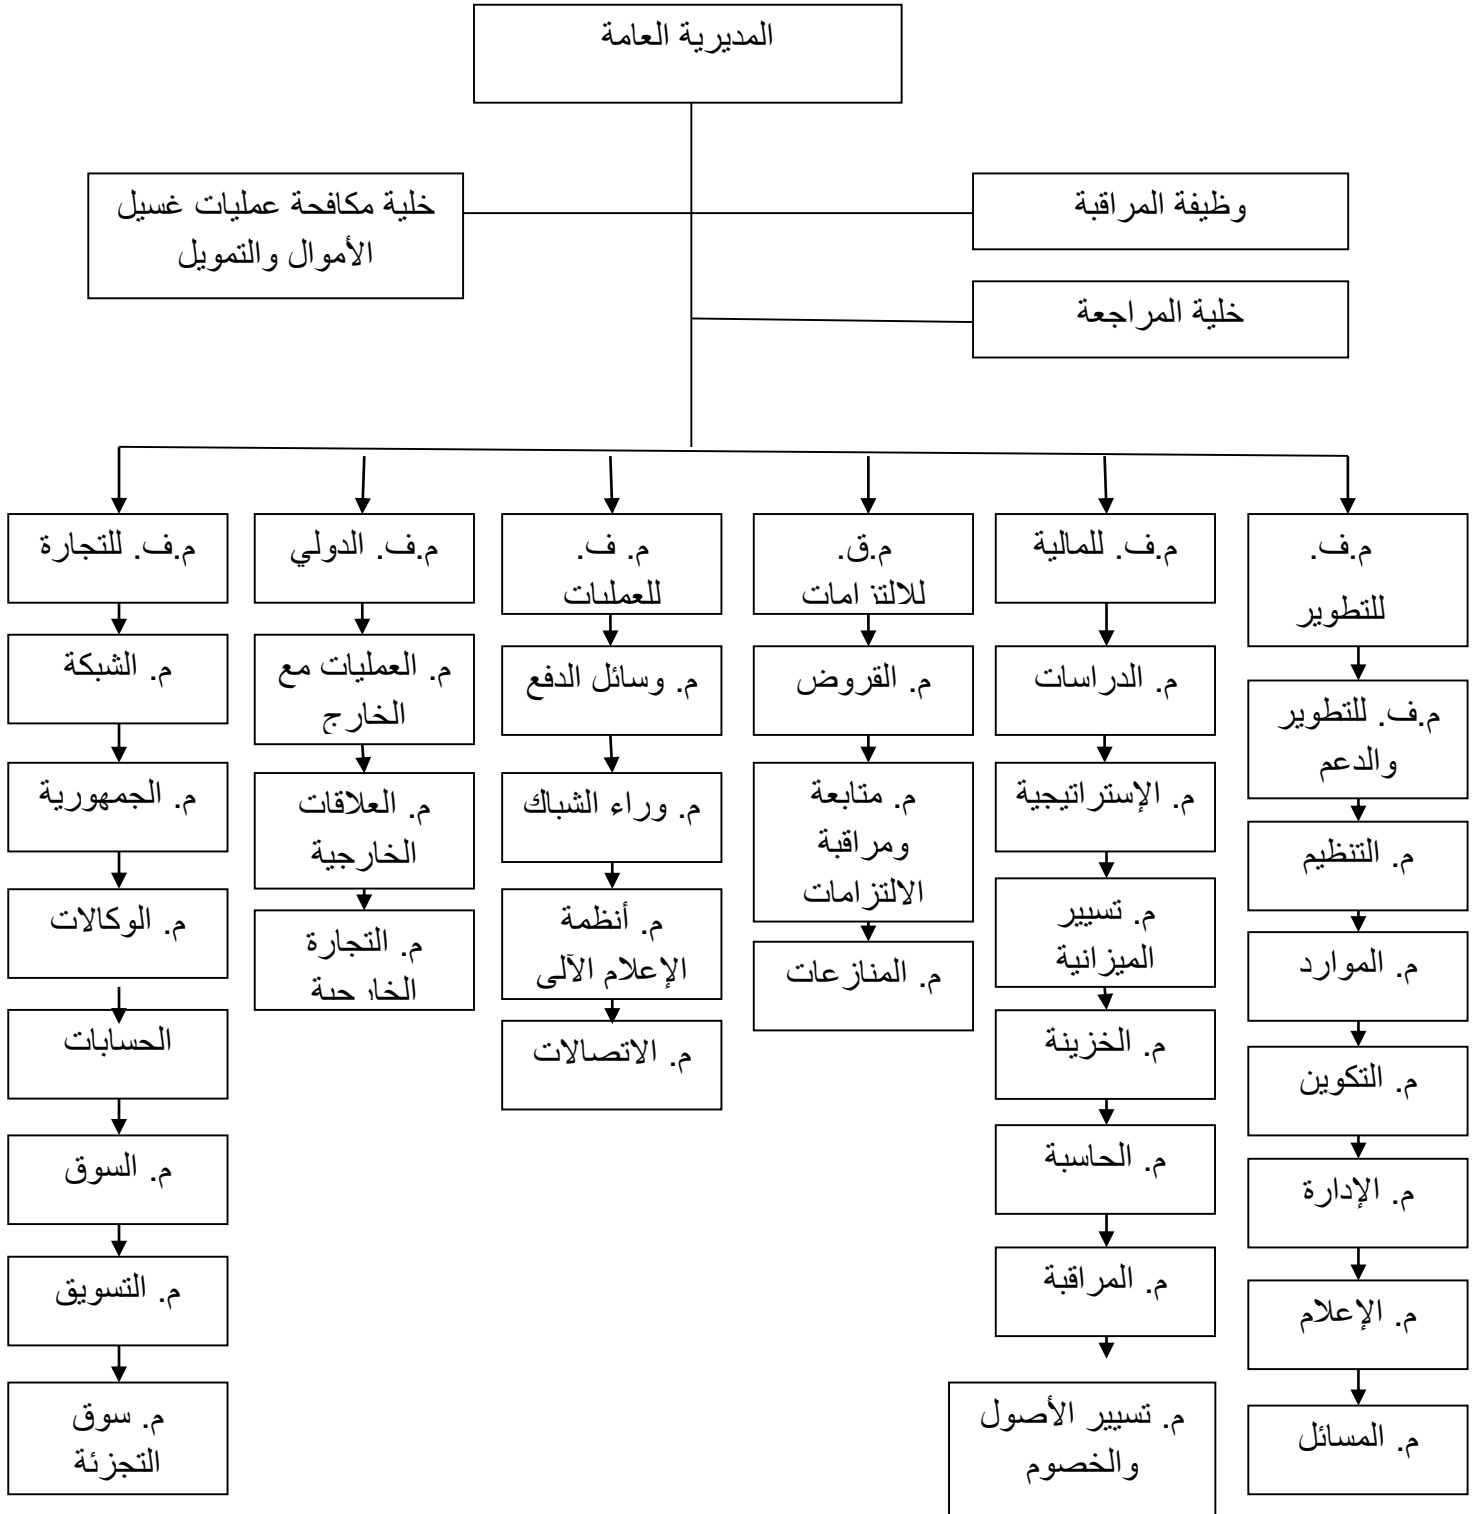 المديرية العامة
وظيفة المراقبة
خلية مكافحة عمليات غسيل
الأموال والتمويل
خلية المراجعة
م.ف.
للتطوير
م.ف. للتطوير
والدعم
م. التنظيم
م. الموارد
م. التكوين
م. الإدارة
م. الإعلام
م. المسائل
م.ف. للمالية
م. الدراسات
م. الإستراتيجية
م. تسيير
الميزانية
م. الخزينة
م. الحاسبة
م. المراقبة
م. تسيير الأصول
والخصوم
م.ق.
للالتزامات
م. القروض
م. متابعة
ومراقبة
الالتزامات
م. المنازعات
م. ف.
للعمليات
م. وسائل الدفع
م. وراء الشباك
م. أنظمة
الإعلام الآلي
م. الاتصالات
م.ف. الدولي
م. العمليات مع
الخارج
م. العلاقات
الخارجية
م. التجارة
الخارجية
م.ف. للتجارة
م. الشبكة
م. الجمهورية
م. الوكالات
الحسابات
م. السوق
م. التسويق
م. سوق
التجزئة